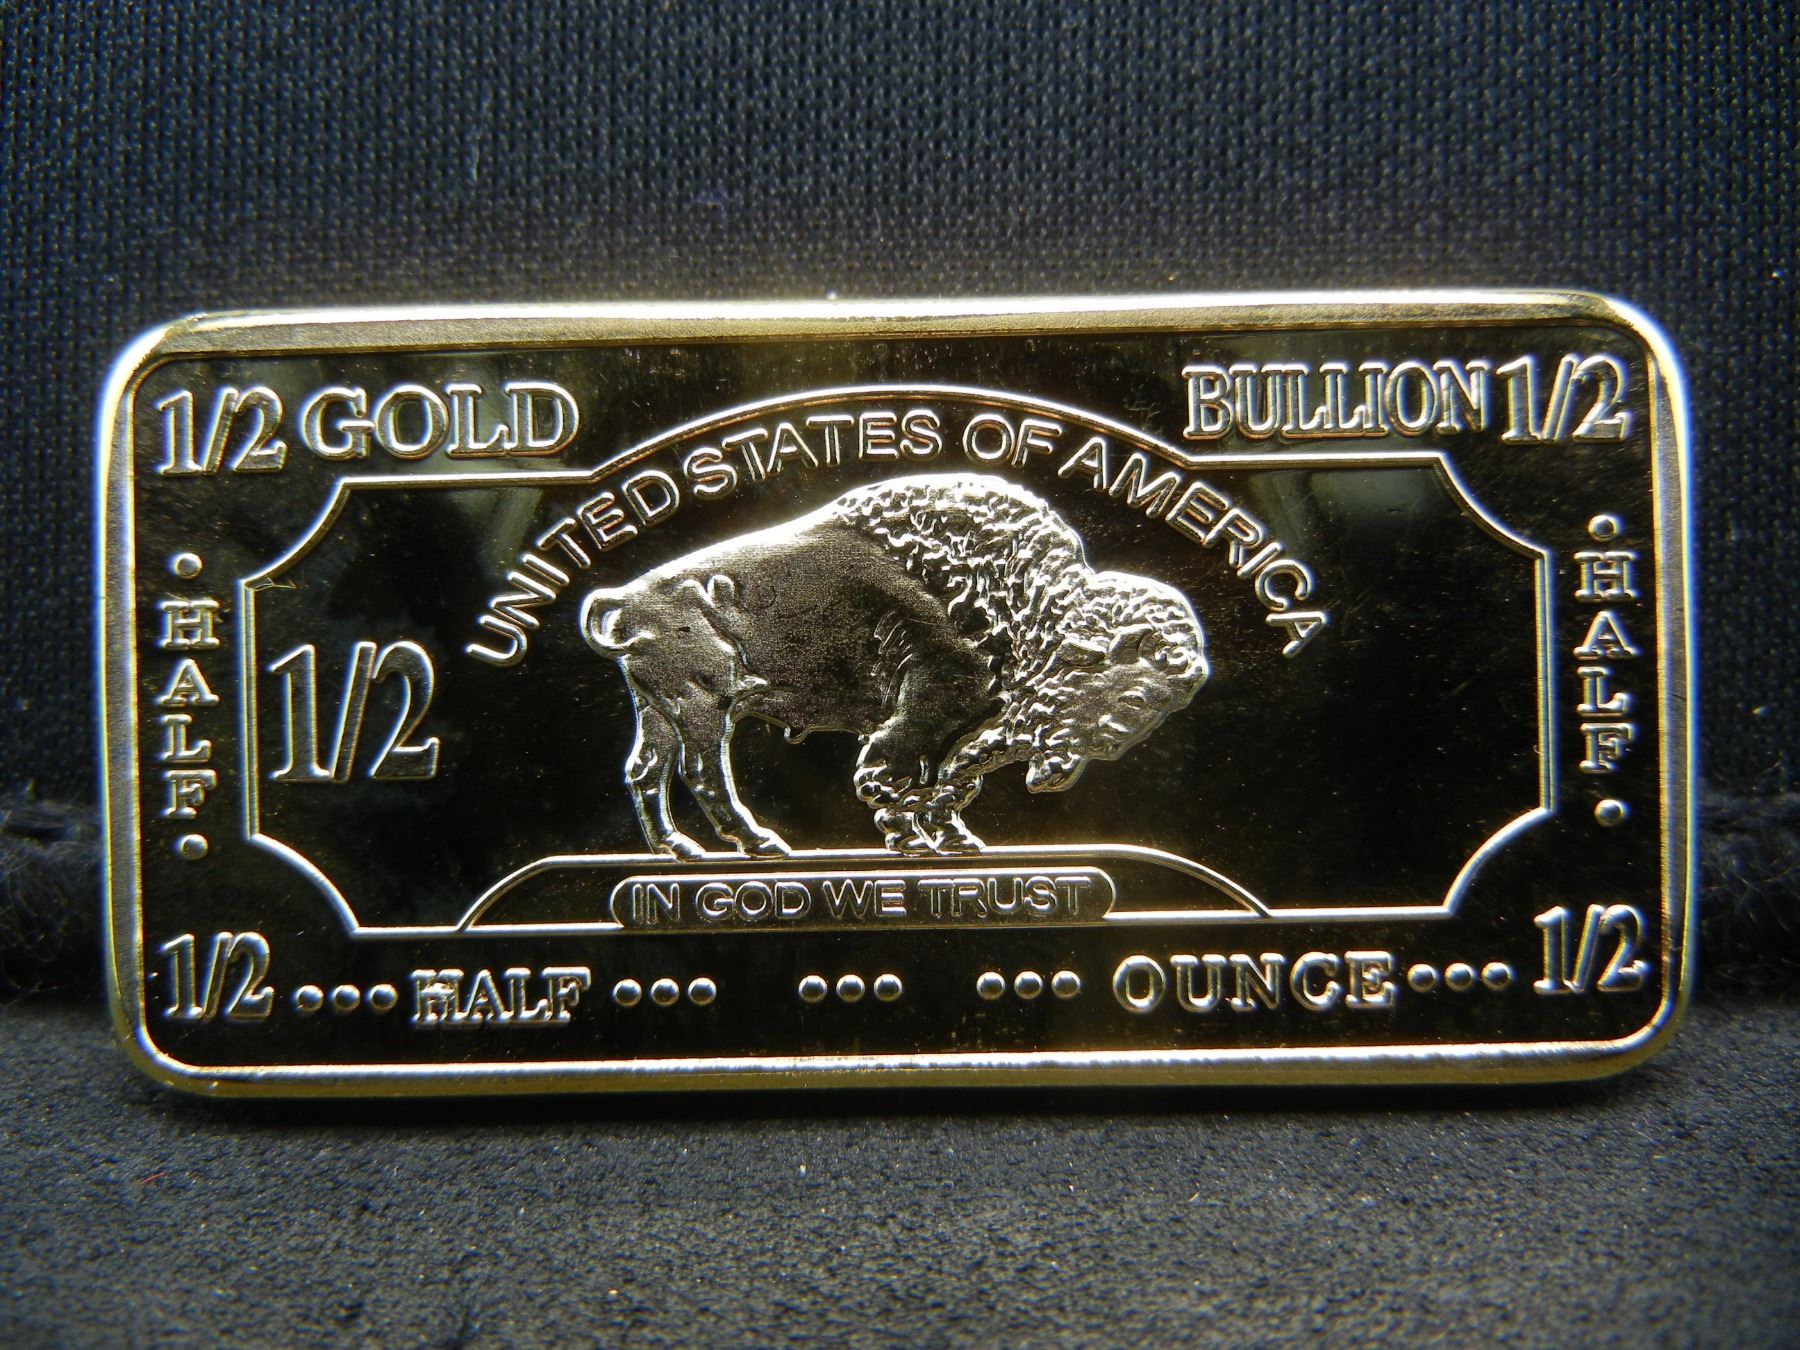 1/2 GOLD BULLION 1/2
UNITED STATES OF AMERICA
· HALF ·
1/2
· HALF ·
IN GOD WE TRUST
1/2 ••• HALF ••• ••• ••• OUNCE ••• 1/2